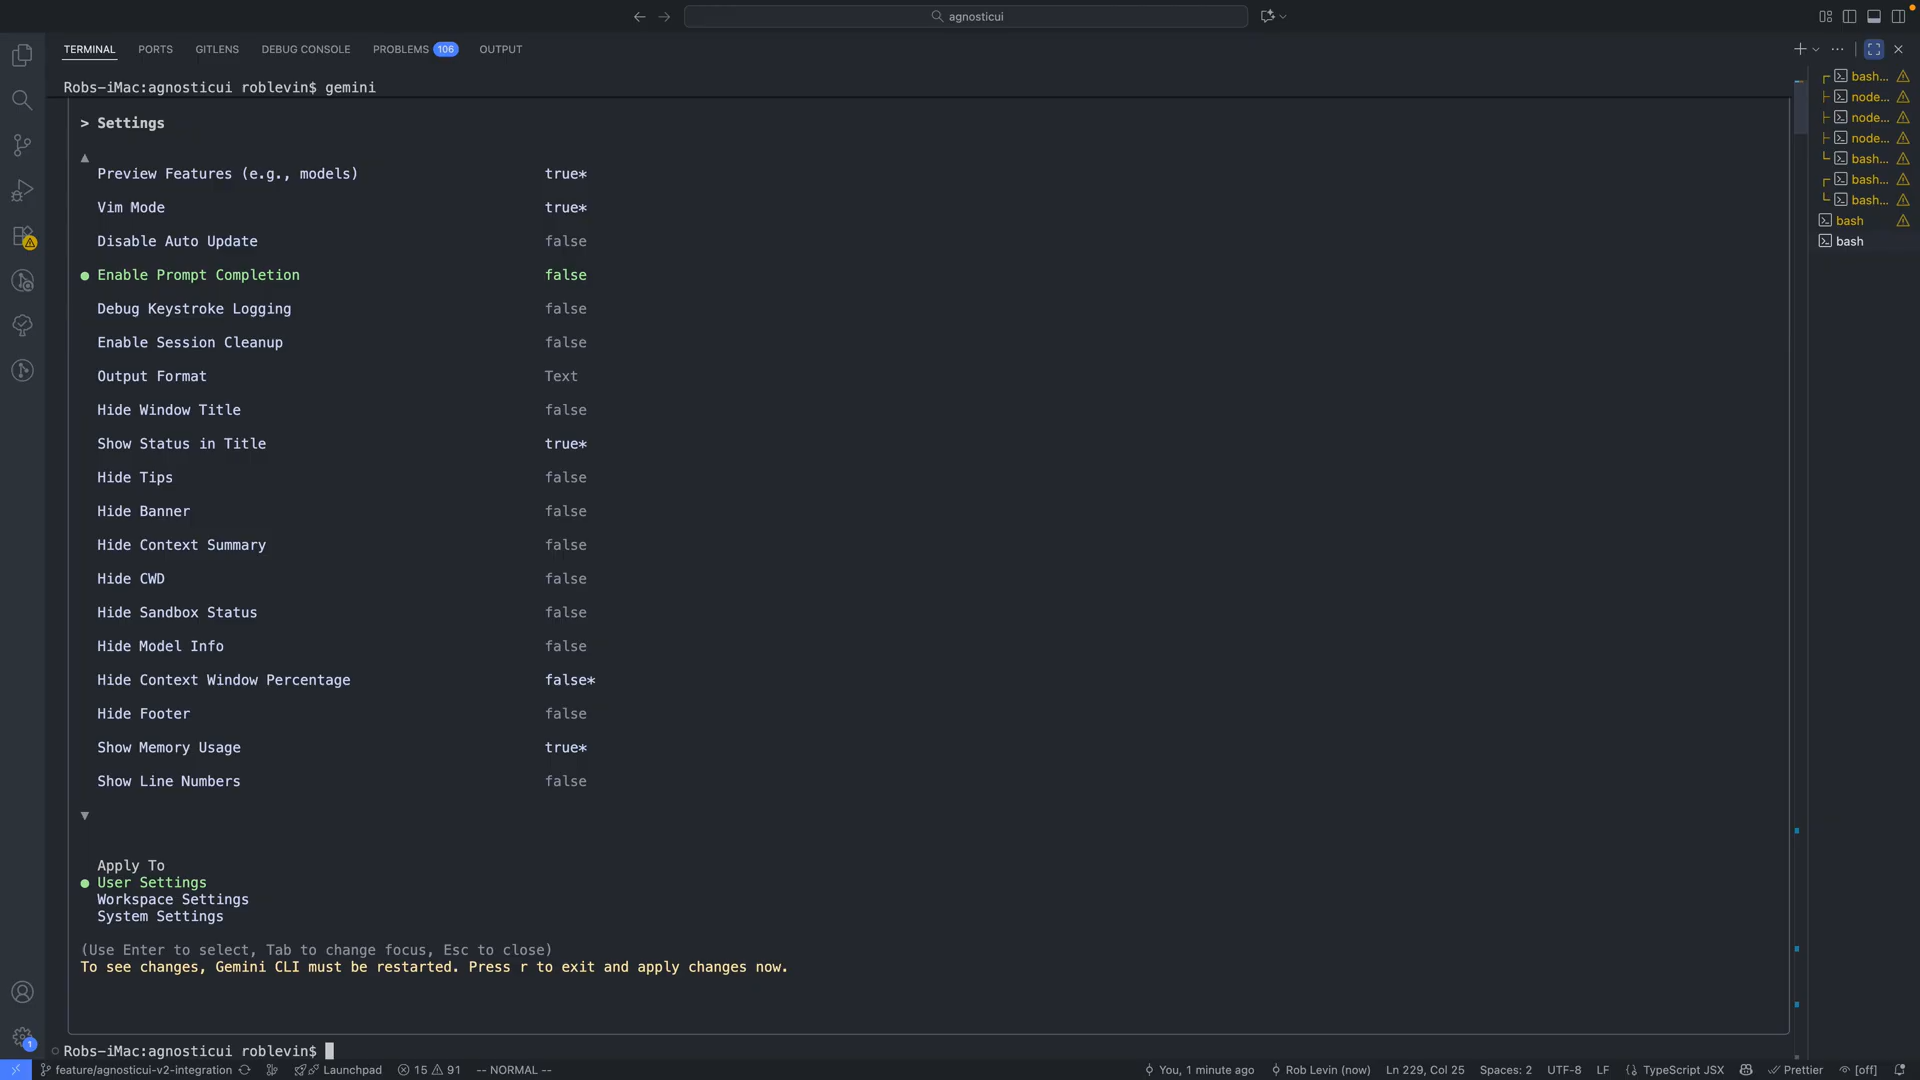 agnosticui
TERMINAL PORTS GITLENS DEBUG CONSOLE PROBLEMS 106 OUTPUT
Robs-iMac:agnosticui roblevin$ gemini
> Settings
▲
Preview Features (e.g., models) true*
Vim Mode true*
Disable Auto Update false
● Enable Prompt Completion false
Debug Keystroke Logging false
Enable Session Cleanup false
Output Format Text
Hide Window Title false
Show Status in Title true*
Hide Tips false
Hide Banner false
Hide Context Summary false
Hide CWD false
Hide Sandbox Status false
Hide Model Info false
Hide Context Window Percentage false*
Hide Footer false
Show Memory Usage true*
Show Line Numbers false
▼
Apply To
● User Settings
Workspace Settings
System Settings
(Use Enter to select, Tab to change focus, Esc to close)
To see changes, Gemini CLI must be restarted. Press r to exit and apply changes now.
Robs-iMac:agnosticui roblevin$
bash...
node...
node...
node...
bash...
bash...
bash...
bash
bash
1
feature/agnosticui-v2-integration Launchpad 15 91 -- NORMAL -- You, 1 minute ago Rob Levin (now) Ln 229, Col 25 Spaces: 2 UTF-8 LF TypeScript JSX Prettier [off]